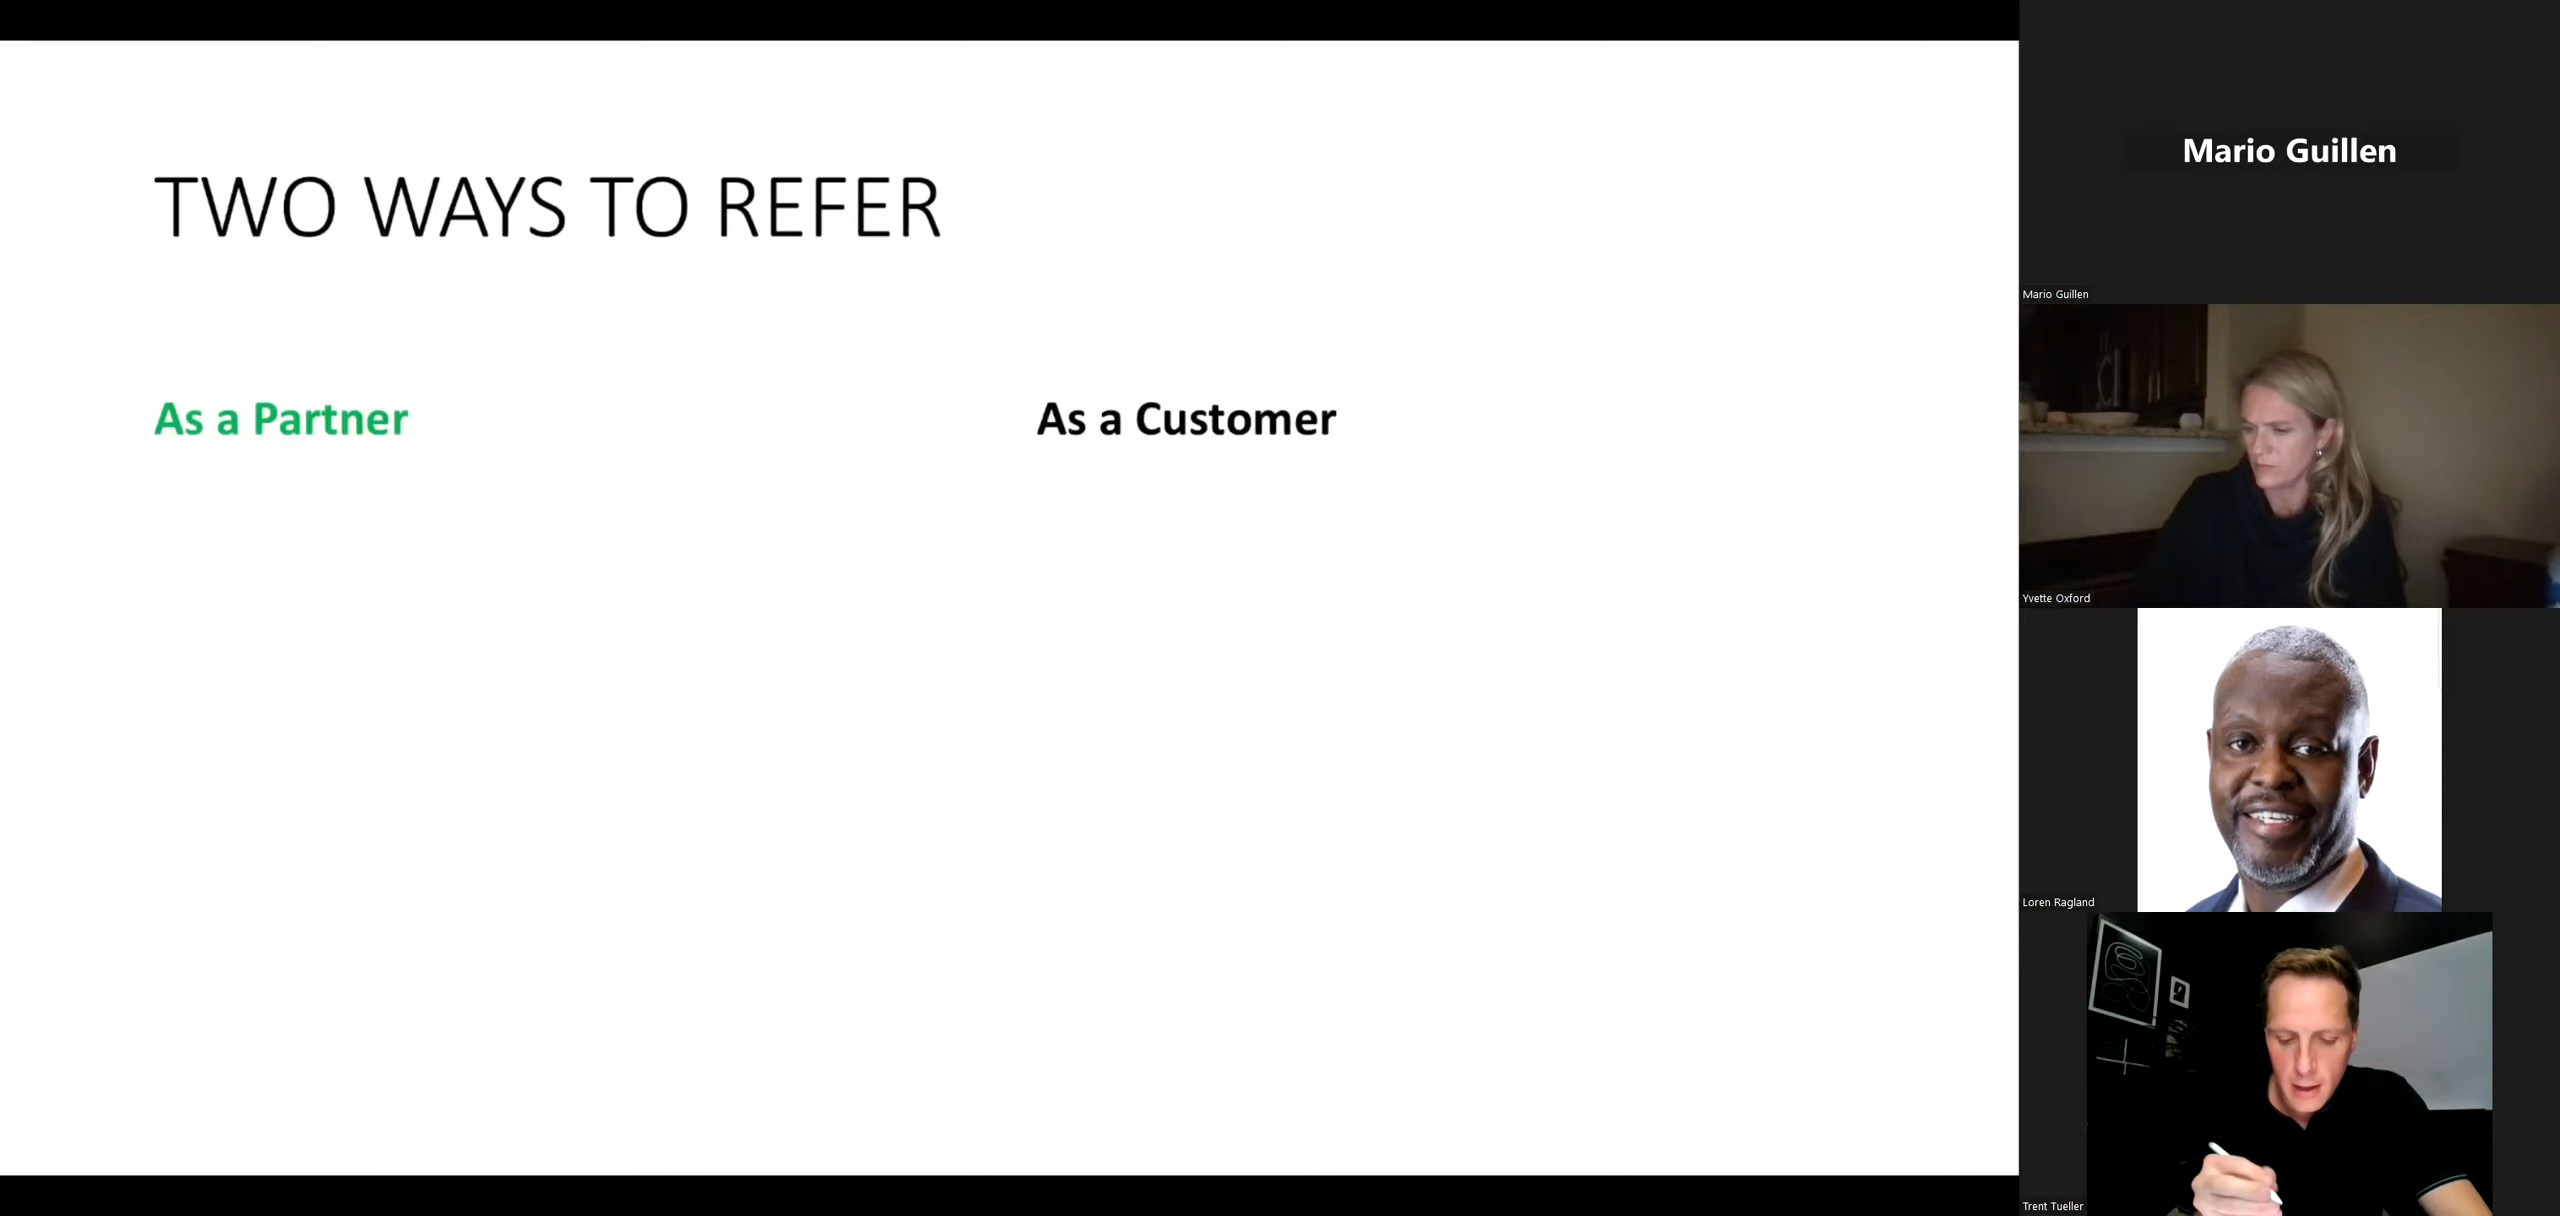 TWO WAYS TO REFER
As a Partner
As a Customer
Mario Guillen
Mario Guillen
Yvette Oxford
Loren Ragland
Trent Tueller